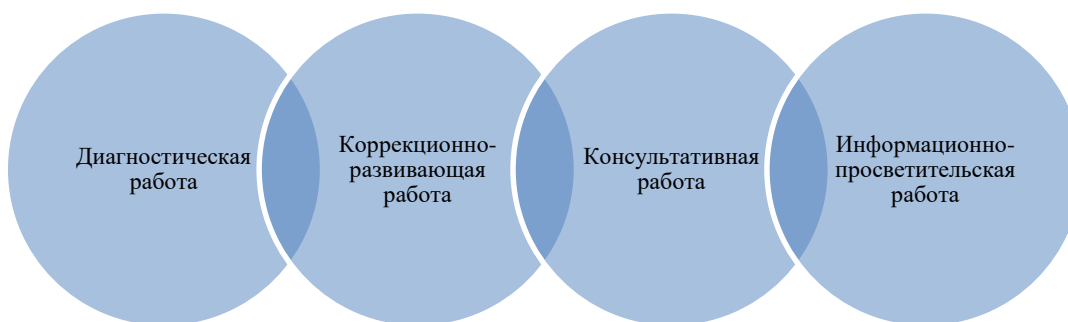 Диагностическая
работа
Коррекционно-
развивающая
работа
Консультативная
работа
Информационно-
просветительская
работа